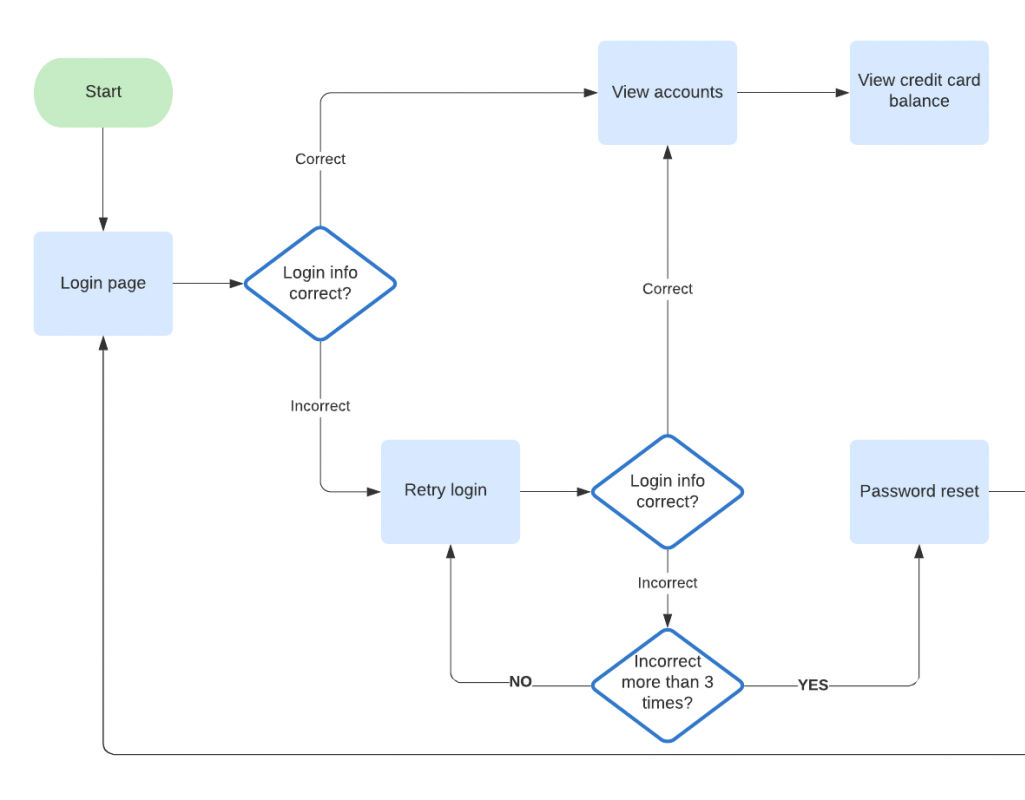 Start
View accounts
View credit card
balance
Correct
Login page
Login info
correct?
Correct
Incorrect
Retry login
Login info
correct?
Password reset
Incorrect
Incorrect
more than 3
times?
NO
YES